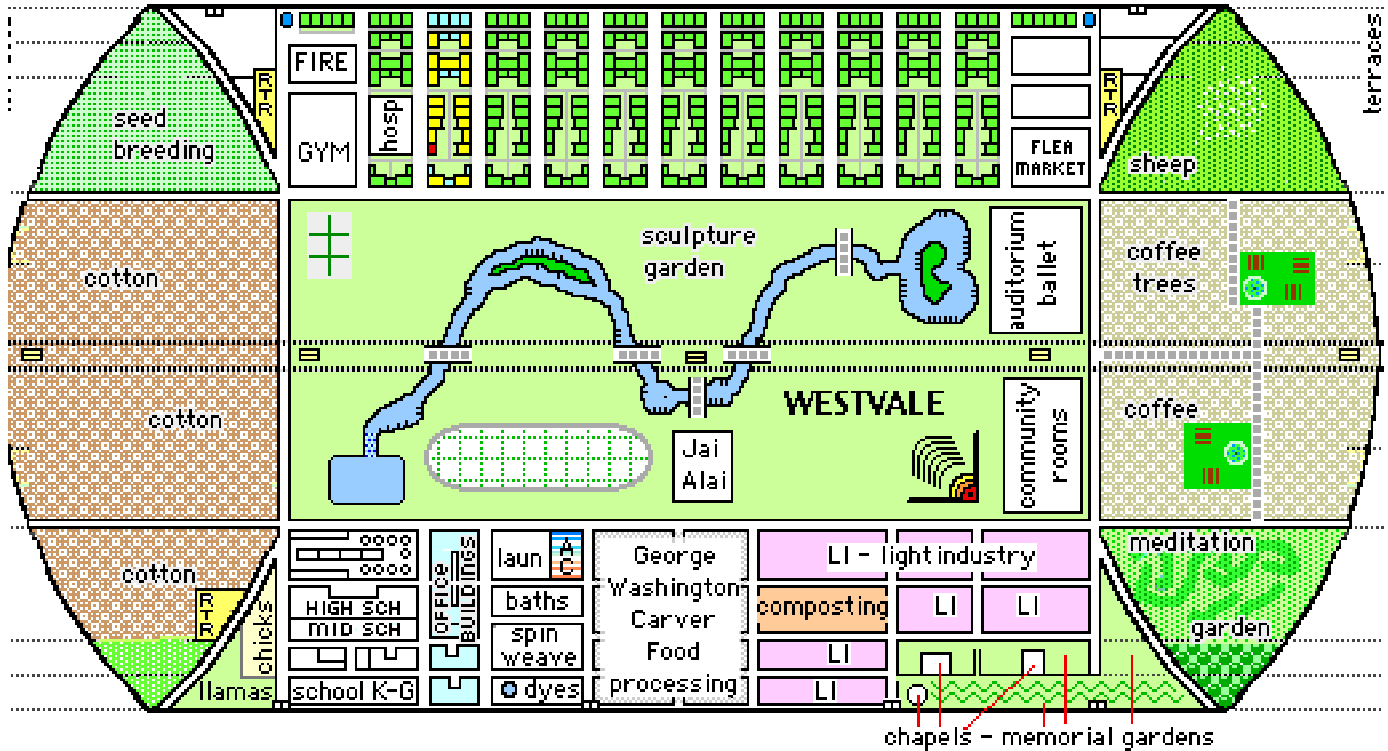 terraces
RTR
FIRE
GYM
hosp
RTR
FLEA
MARKET
seed
breeding
sheep
cotton
sculpture
garden
auditorium
ballet
coffee
trees
cotton
WESTVALE
Jai
Alai
community
rooms
coffee
cotton
RTR
chicks
llamas
HIGH SCH
MID SCH
school K-G
OFFICE
BUILDINGS
laun
AC
baths
spin
weave
dyes
George
Washington
Carver
Food
processing
LI - light industry
composting
LI
LI
LI
LI
meditation
garden
chapels - memorial gardens